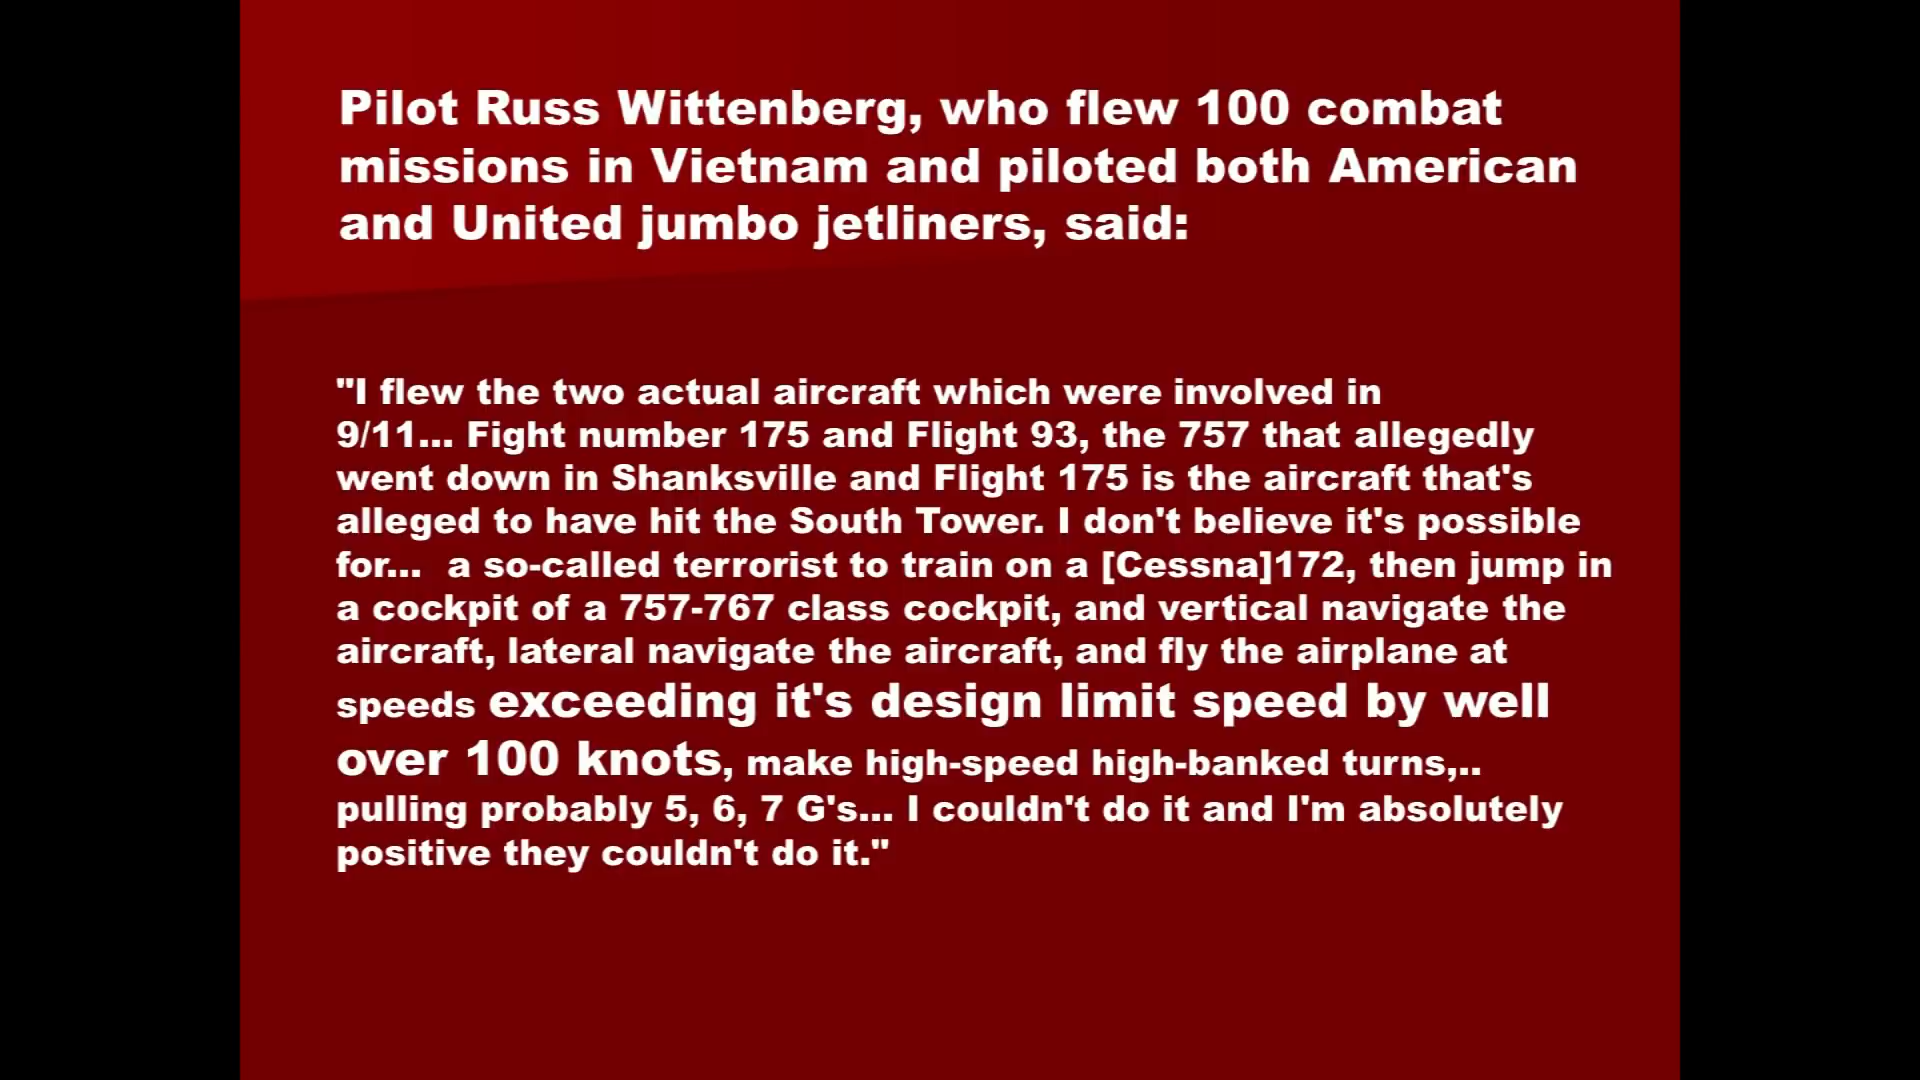 Pilot Russ Wittenberg, who flew 100 combat
missions in Vietnam and piloted both American
and United jumbo jetliners, said:
"I flew the two actual aircraft which were involved in
9/11... Fight number 175 and Flight 93, the 757 that allegedly
went down in Shanksville and Flight 175 is the aircraft that's
alleged to have hit the South Tower. I don't believe it's possible
for...  a so-called terrorist to train on a [Cessna]172, then jump in
a cockpit of a 757-767 class cockpit, and vertical navigate the
aircraft, lateral navigate the aircraft, and fly the airplane at
speeds exceeding it's design limit speed by well
over 100 knots, make high-speed high-banked turns,..
pulling probably 5, 6, 7 G's... I couldn't do it and I'm absolutely
positive they couldn't do it."